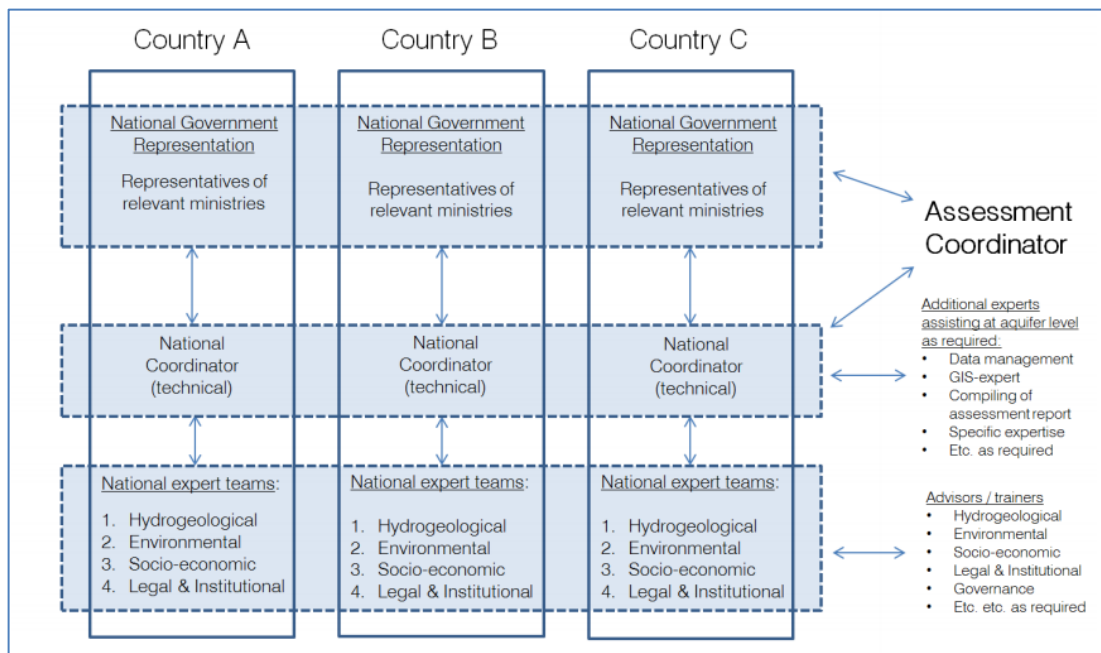 Country A
Country B
Country C
National Government
Representation
Representatives of
relevant ministries
National Government
Representation
Representatives of
relevant ministries
National Government
Representation
Representatives of
relevant ministries
Assessment
Coordinator
National
Coordinator
(technical)
National
Coordinator
(technical)
National
Coordinator
(technical)
Additional experts
assisting at aquifer level
as required:
• Data management
• GIS-expert
• Compiling of
assessment report
• Specific expertise
• Etc. as required
National expert teams:
1. Hydrogeological
2. Environmental
3. Socio-economic
4. Legal & Institutional
National expert teams:
1. Hydrogeological
2. Environmental
3. Socio-economic
4. Legal & Institutional
National expert teams:
1. Hydrogeological
2. Environmental
3. Socio-economic
4. Legal & Institutional
Advisors / trainers
• Hydrogeological
• Environmental
• Socio-economic
• Legal & Institutional
• Governance
• Etc. etc. as required